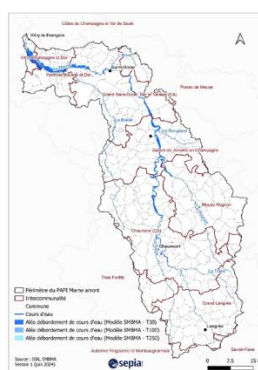 Côtes de Champagne et Val de Saulx
Vitry-le-François
Portes de Meuse
Saint-Dizier
Grand Saint-Dizier, Der et Vallées (CA)
La Blaise
Le Rongeant
Bassin de Joinville en Champagne
Meuse Rognon
Chaumont (CA)
Chaumont
Trois Forêts
Grand Langres
Langres
Savoir-Faire
Auberive Vingeanne et Montsaugeonnais
Périmètre du PAPI Marne amont
Intercommunalité
Commune
Cours d'eau
Aléa débordement de cours d'eau (Modèle SMBMA - T30)
Aléa débordement de cours d'eau (Modèle SMBMA - T100)
Aléa débordement de cours d'eau (Modèle SMBMA - T250)
Source : IGN, SMBMA
Version 1 (Juin 2024)
sepia
0 7.5